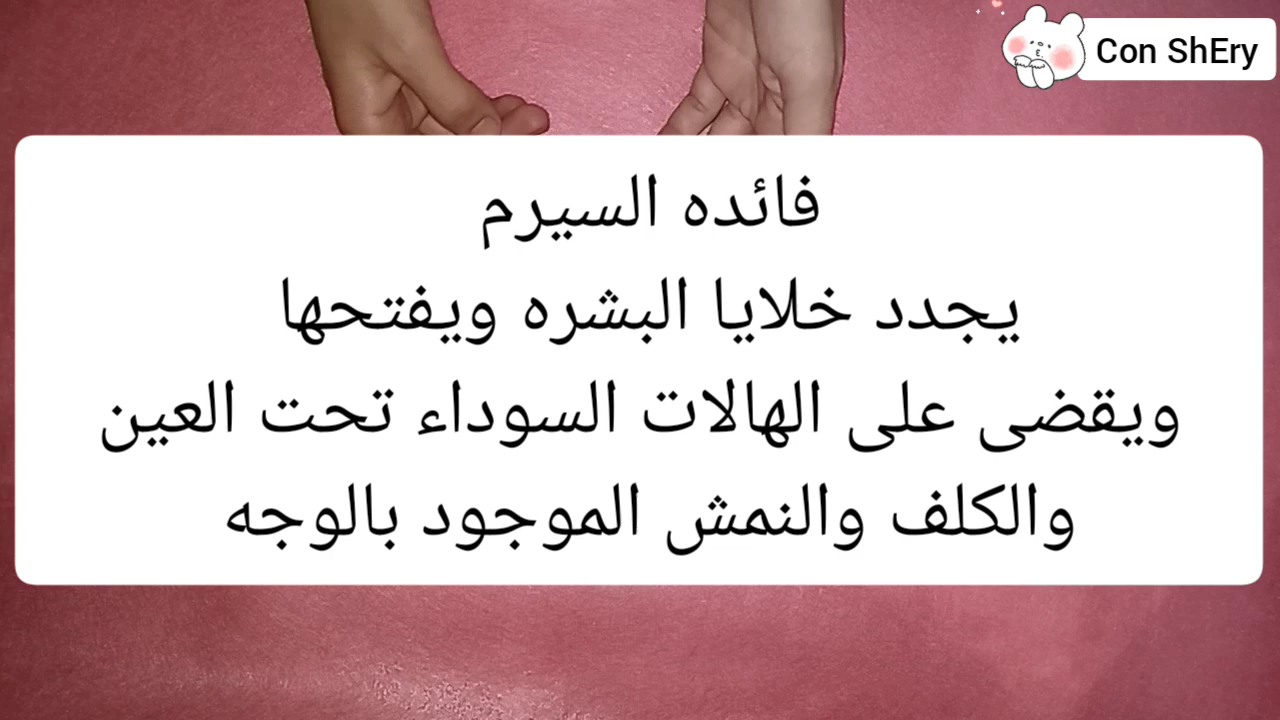 Con ShEry
فائده السيرم
يجدد خلايا البشره ويفتحها
ويقضى على الهالات السوداء تحت العين
والكلف والنمش الموجود بالوجه